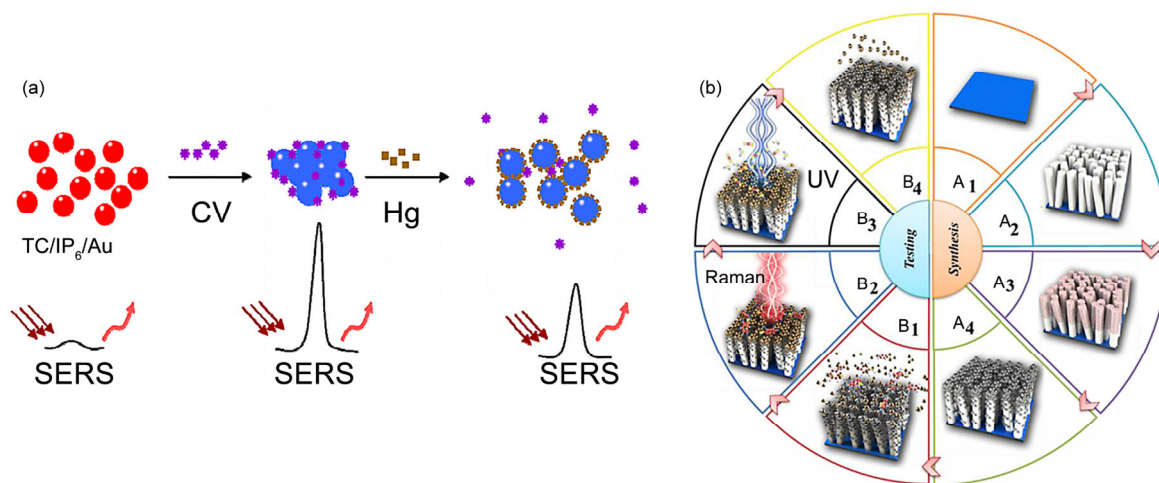 (a)
CV
Hg
TC/IP₆/Au
SERS
SERS
SERS
(b)
UV
Raman
Testing
Synthesis
A₁
A₂
A₃
A₄
B₁
B₂
B₃
B₄